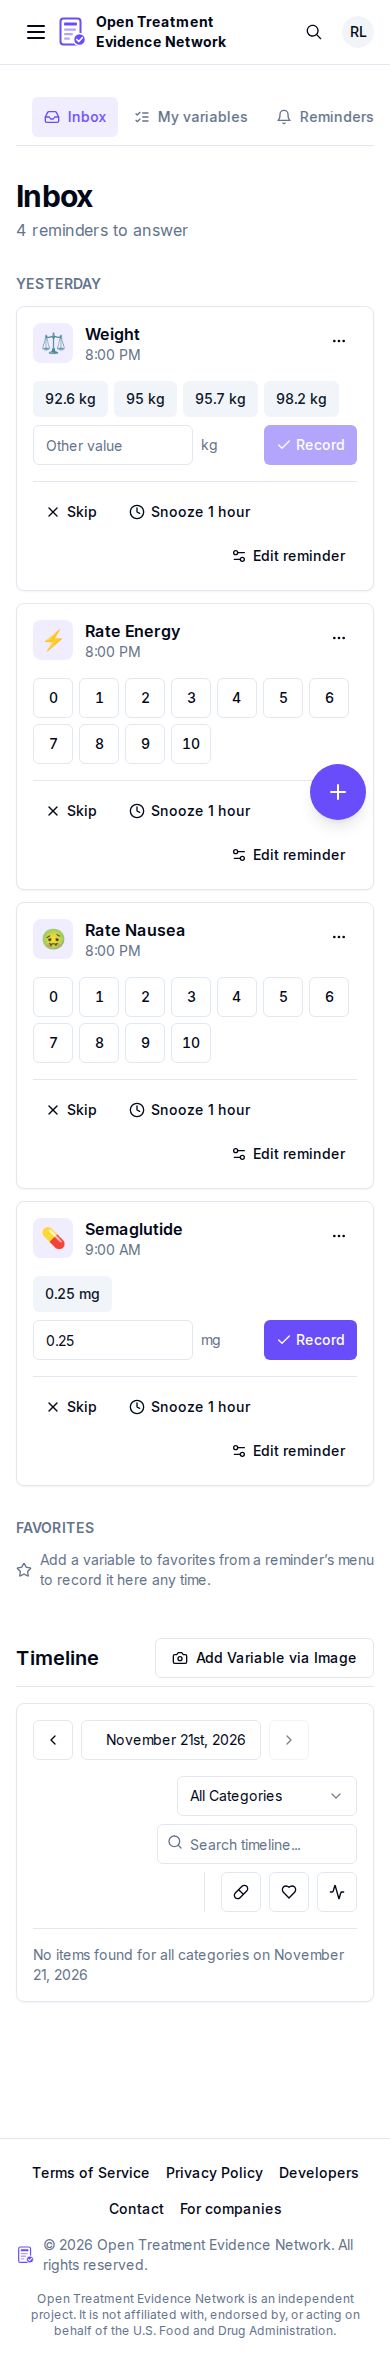 Open Treatment
Evidence Network
RL
Inbox
My variables
Reminders
Inbox
4 reminders to answer
YESTERDAY
Weight
8:00 PM
92.6 kg
95 kg
95.7 kg
98.2 kg
Other value
kg
Record
Skip
Snooze 1 hour
Edit reminder
Rate Energy
8:00 PM
0 1 2 3 4 5 6
7 8 9 10
Skip
Snooze 1 hour
Edit reminder
Rate Nausea
8:00 PM
0 1 2 3 4 5 6
7 8 9 10
Skip
Snooze 1 hour
Edit reminder
Semaglutide
9:00 AM
0.25 mg
0.25
mg
Record
Skip
Snooze 1 hour
Edit reminder
FAVORITES
Add a variable to favorites from a reminder’s menu
to record it here any time.
Timeline
Add Variable via Image
November 21st, 2026
All Categories
Search timeline...
No items found for all categories on November
21, 2026
Terms of Service
Privacy Policy
Developers
Contact
For companies
© 2026 Open Treatment Evidence Network. All
rights reserved.
Open Treatment Evidence Network is an independent
project. It is not affiliated with, endorsed by, or acting on
behalf of the U.S. Food and Drug Administration.